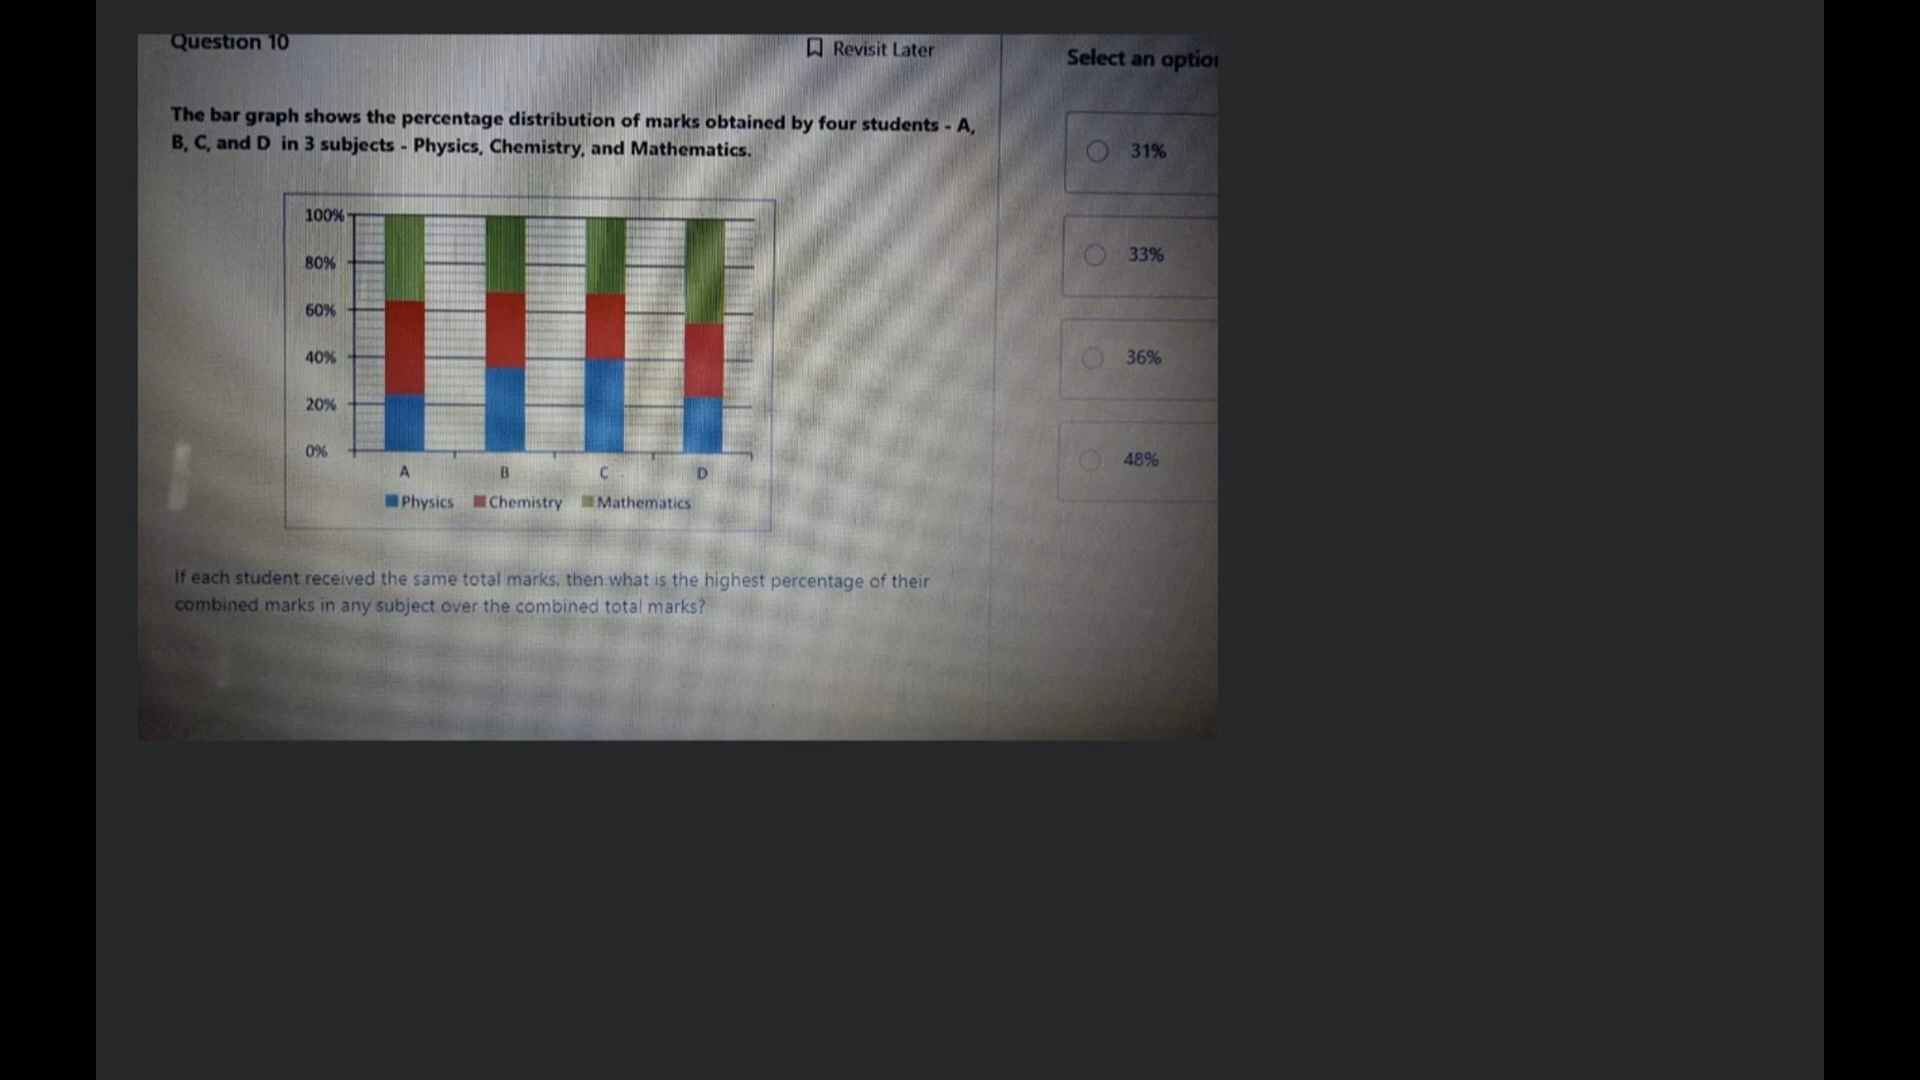 Question 10
Revisit Later
Select an option
The bar graph shows the percentage distribution of marks obtained by four students - A,
B, C, and D in 3 subjects - Physics, Chemistry, and Mathematics.
100%
80%
60%
40%
20%
0%
A B C D
Physics Chemistry Mathematics
If each student received the same total marks, then what is the highest percentage of their
combined marks in any subject over the combined total marks?
31%
33%
36%
48%